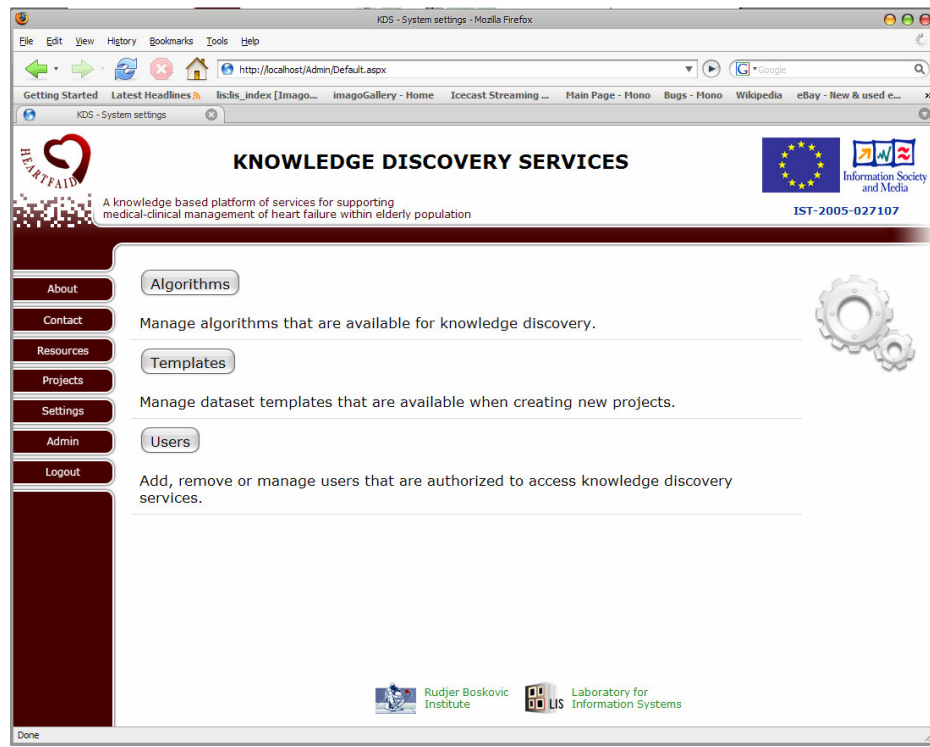 KDS - System settings - Mozilla Firefox
File Edit View History Bookmarks Tools Help
http://localhost/Admin/Default.aspx
Google
Getting Started Latest Headlines lis:lis_index [Imago... imagoGallery - Home Icecast Streaming ... Main Page - Mono Bugs - Mono Wikipedia eBay - New & used e... »
KDS - System settings
HEARTFAID
KNOWLEDGE DISCOVERY SERVICES
Information Society
and Media
A knowledge based platform of services for supporting
medical-clinical management of heart failure within elderly population
IST-2005-027107
About
Contact
Resources
Projects
Settings
Admin
Logout
Algorithms
Manage algorithms that are available for knowledge discovery.
Templates
Manage dataset templates that are available when creating new projects.
Users
Add, remove or manage users that are authorized to access knowledge discovery
services.
Rudjer Boskovic
Institute
LIS
Laboratory for
Information Systems
Done